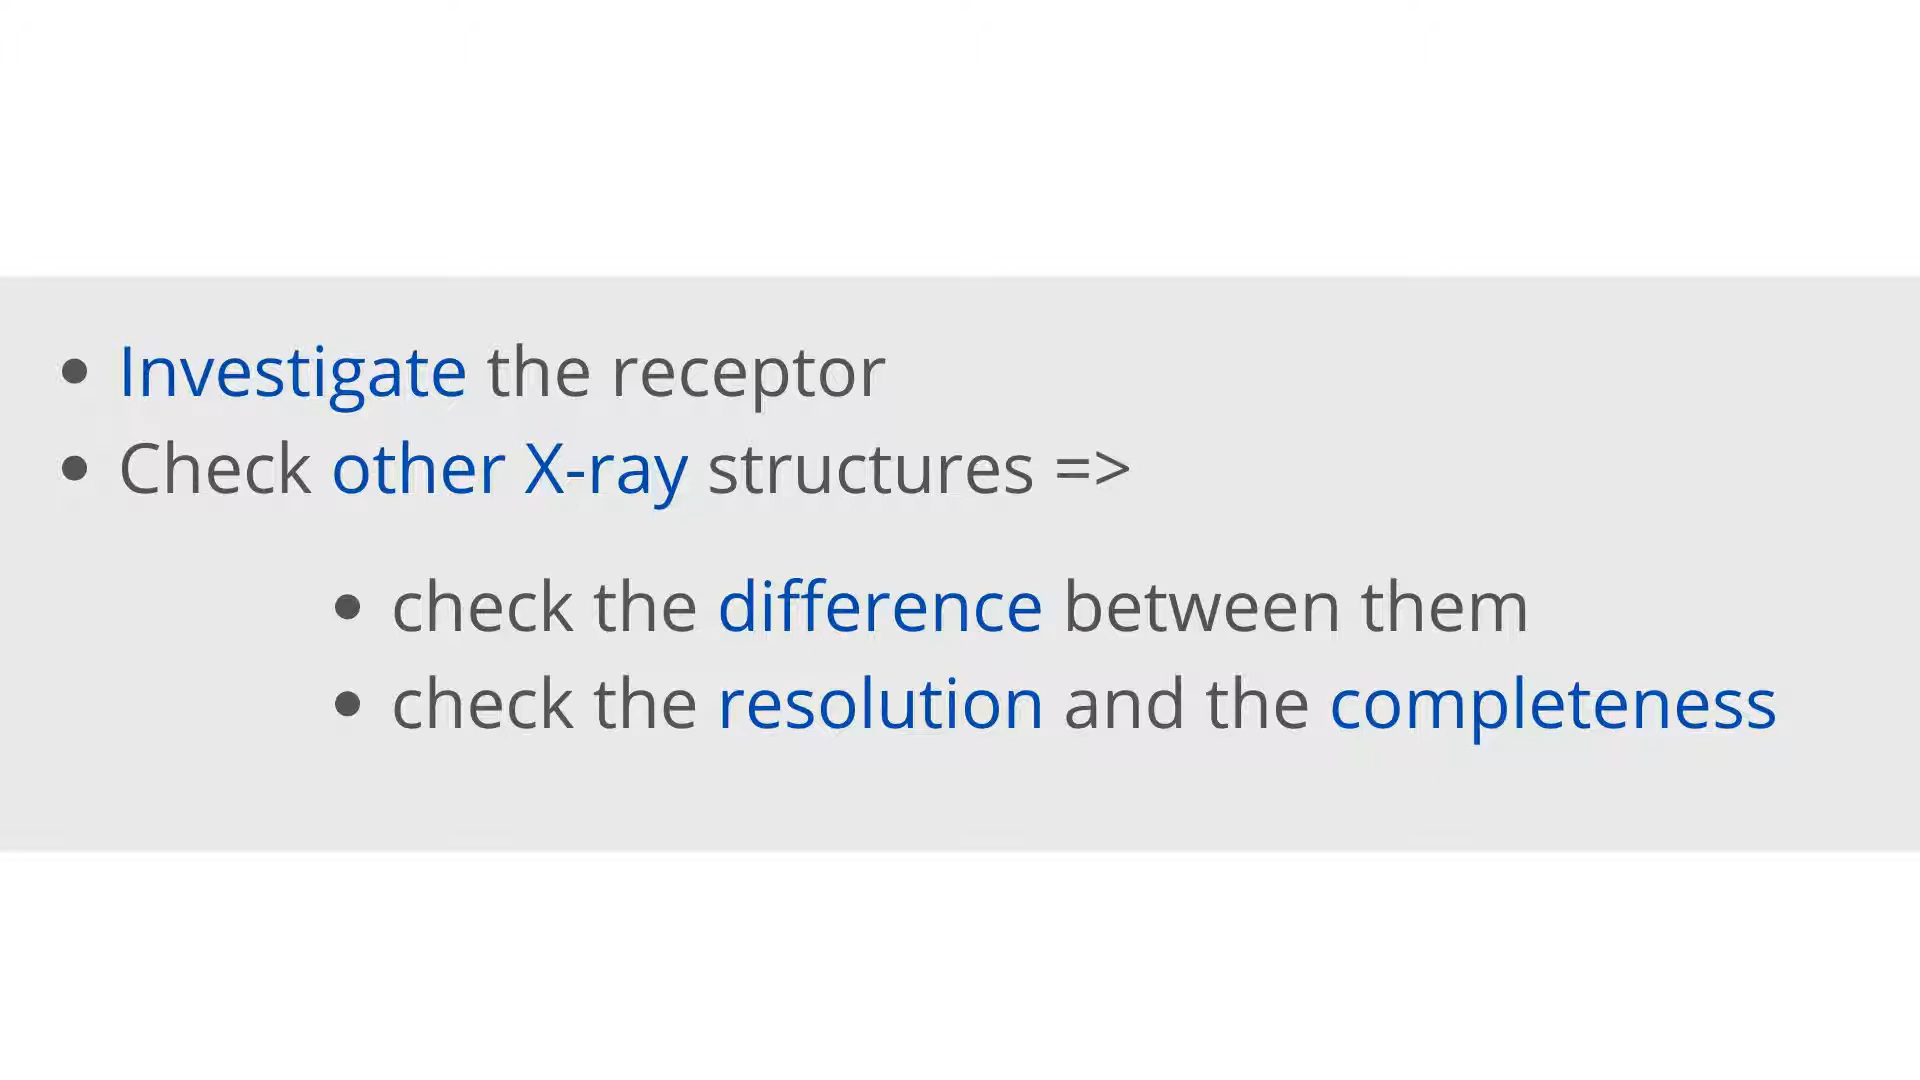 • Investigate the receptor
• Check other X-ray structures =>
• check the difference between them
• check the resolution and the completeness